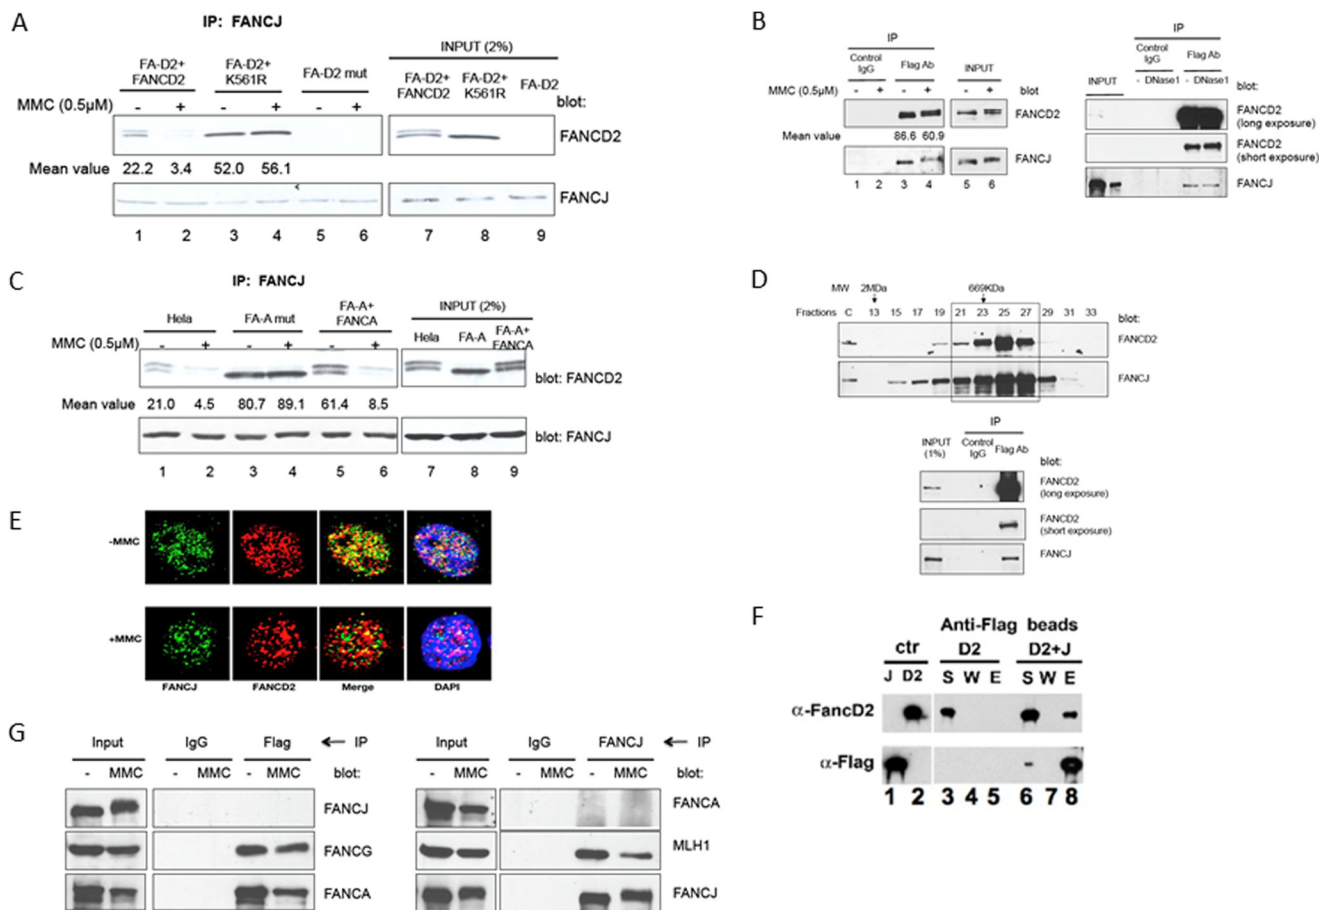 A
IP: FANCJ
INPUT (2%)
FA-D2+ FANCD2
FA-D2+ K561R
FA-D2 mut
FA-D2+ FANCD2
FA-D2+ K561R
FA-D2
MMC (0.5µM) - + - + - + blot:
FANCD2
Mean value 22.2 3.4 52.0 56.1
FANCJ
1 2 3 4 5 6 7 8 9
B
IP
Control IgG
Flag Ab
INPUT
MMC (0.5µM) - + - + - + blot
FANCD2
Mean value 86.6 60.9
FANCJ
1 2 3 4 5 6
IP
Control IgG
Flag Ab
INPUT - DNase1 - DNase1 blot:
FANCD2
(long exposure)
FANCD2
(short exposure)
FANCJ
C
IP: FANCJ
Hela
FA-A mut
FA-A+ FANCA
INPUT (2%)
Hela FA-A FA-A+ FANCA
MMC (0.5µM) - + - + - +
blot: FANCD2
Mean value 21.0 4.5 80.7 89.1 61.4 8.5
blot: FANCJ
1 2 3 4 5 6 7 8 9
D
MW 2MDa 669KDa
Fractions C 13 15 17 19 21 23 25 27 29 31 33 blot:
FANCD2
FANCJ
IP
INPUT (1%)
Control IgG
Flag Ab
blot:
FANCD2
(long exposure)
FANCD2
(short exposure)
FANCJ
E
-MMC
+MMC
FANCJ FANCD2 Merge DAPI
F
Anti-Flag beads
ctr D2 D2+J
J D2 S W E S W E
α-FancD2
α-Flag
1 2 3 4 5 6 7 8
G
Input IgG Flag ← IP
- MMC - MMC - MMC blot:
FANCJ
FANCG
FANCA
Input IgG FANCJ ← IP
- MMC - MMC - MMC blot:
FANCA
MLH1
FANCJ